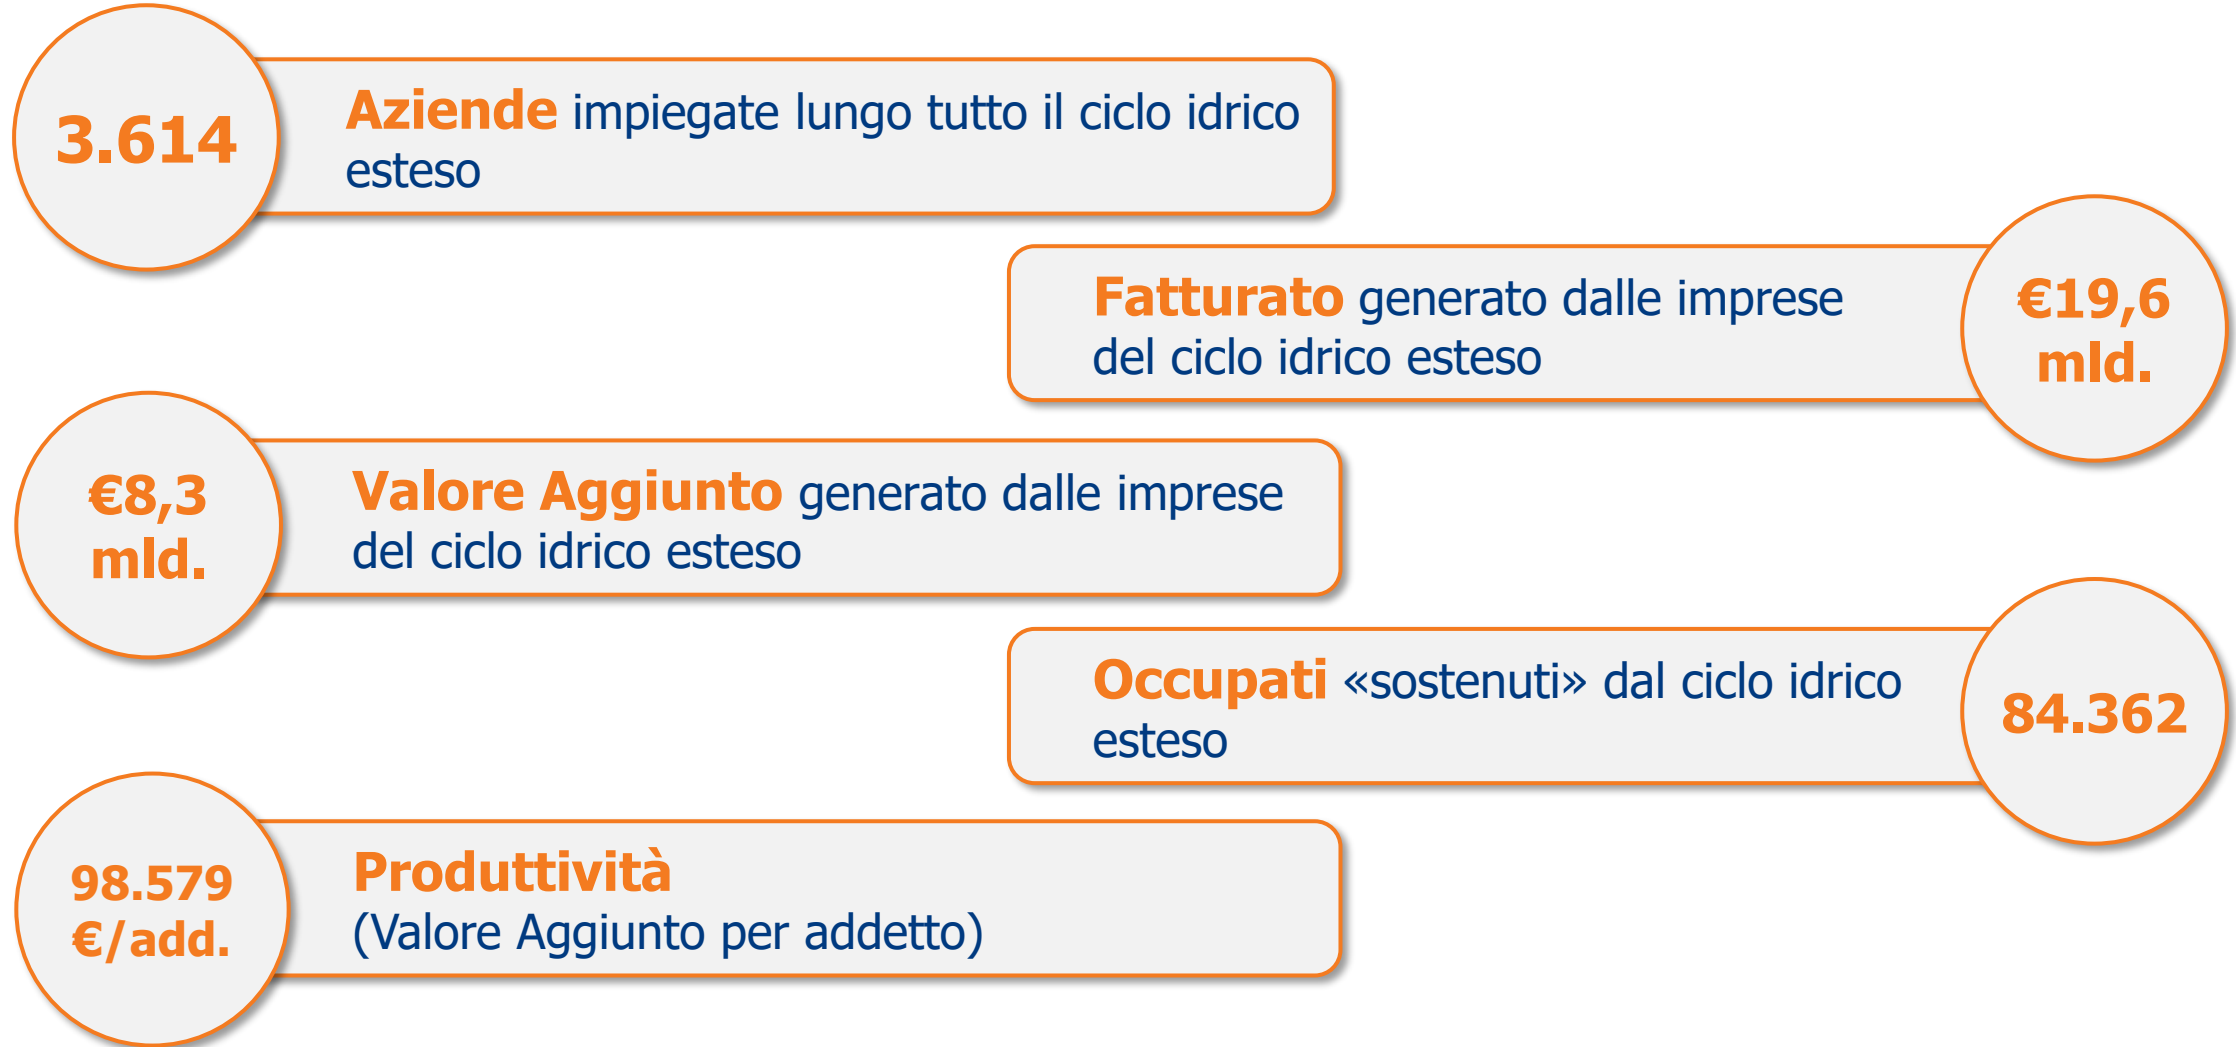 3.614
Aziende impiegate lungo tutto il ciclo idrico
esteso
Fatturato generato dalle imprese
del ciclo idrico esteso
€19,6
mld.
€8,3
mld.
Valore Aggiunto generato dalle imprese
del ciclo idrico esteso
Occupati «sostenuti» dal ciclo idrico
esteso
84.362
98.579
€/add.
Produttività
(Valore Aggiunto per addetto)